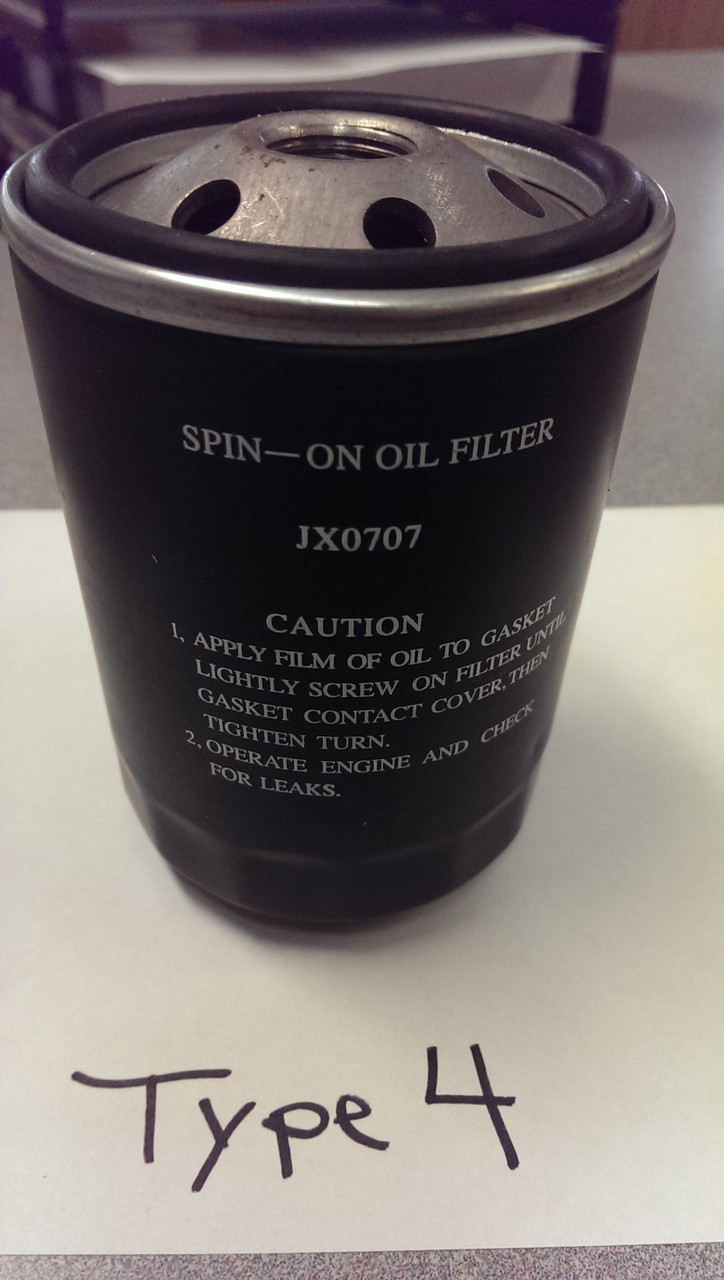 SPIN—ON OIL FILTER
JX0707
CAUTION
1, APPLY FILM OF OIL TO GASKET
LIGHTLY SCREW ON FILTER UNTIL
GASKET CONTACT COVER, THEN
TIGHTEN TURN.
2, OPERATE ENGINE AND CHECK
FOR LEAKS.
Type 4